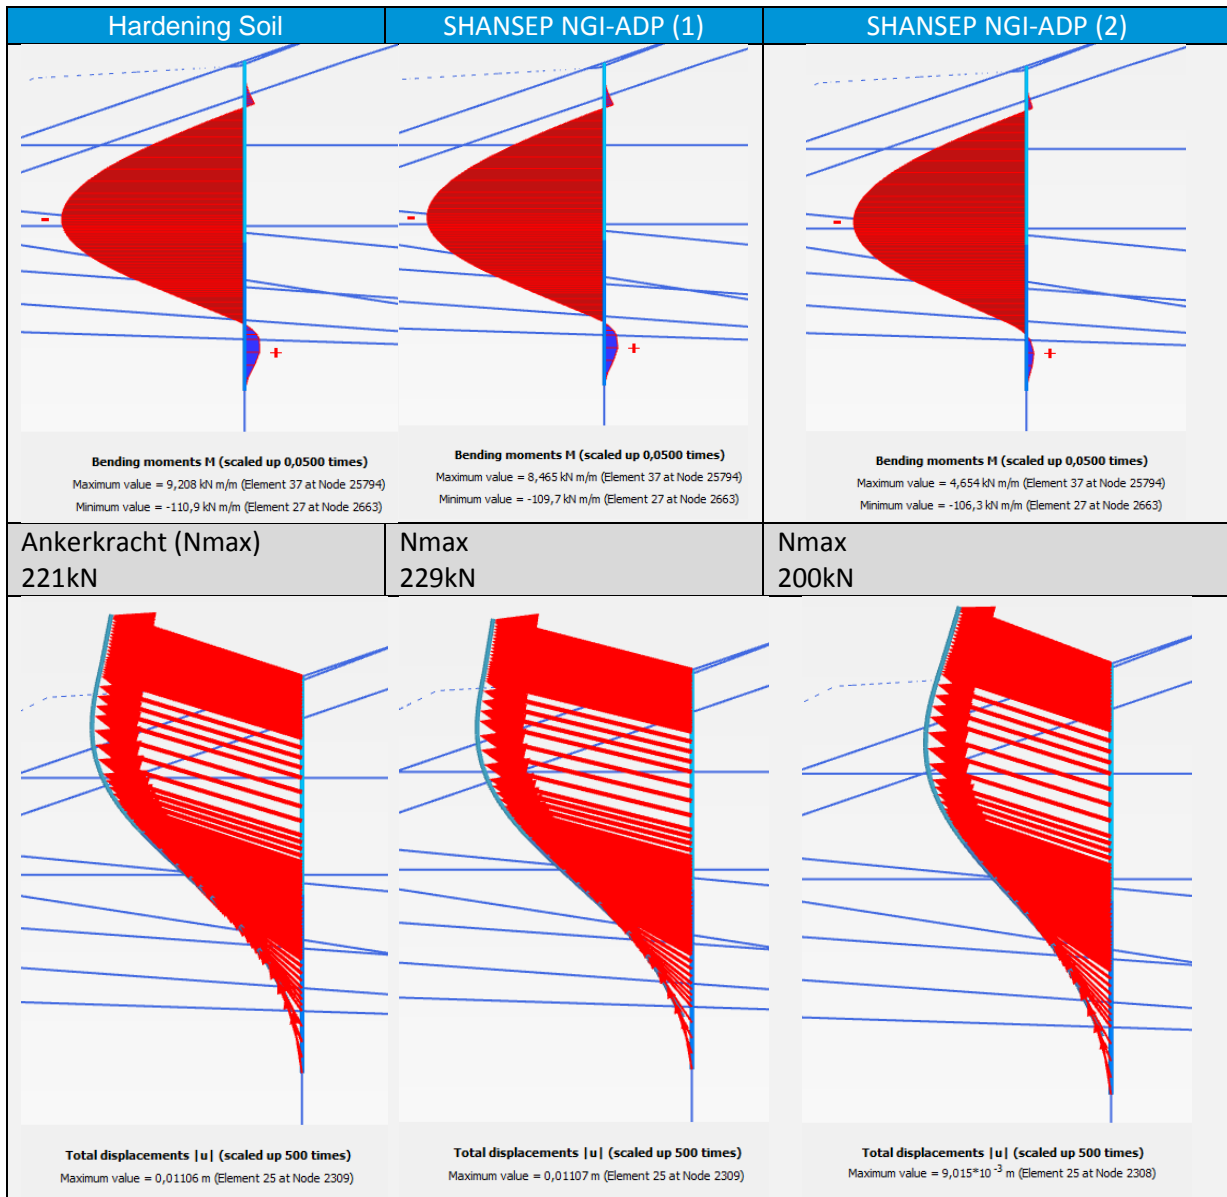 Hardening Soil
SHANSEP NGI-ADP (1)
SHANSEP NGI-ADP (2)
-
+
Bending moments M (scaled up 0,0500 times)
Maximum value = 9,208 kN m/m (Element 37 at Node 25794)
Minimum value = -110,9 kN m/m (Element 27 at Node 2663)
-
+
Bending moments M (scaled up 0,0500 times)
Maximum value = 8,465 kN m/m (Element 37 at Node 25794)
Minimum value = -109,7 kN m/m (Element 27 at Node 2663)
-
+
Bending moments M (scaled up 0,0500 times)
Maximum value = 4,654 kN m/m (Element 37 at Node 25794)
Minimum value = -106,3 kN m/m (Element 27 at Node 2663)
Ankerkracht (Nmax)
221kN
Nmax
229kN
Nmax
200kN
Total displacements |u| (scaled up 500 times)
Maximum value = 0,01106 m (Element 25 at Node 2309)
Total displacements |u| (scaled up 500 times)
Maximum value = 0,01107 m (Element 25 at Node 2309)
Total displacements |u| (scaled up 500 times)
Maximum value = 9,015*10⁻³ m (Element 25 at Node 2308)